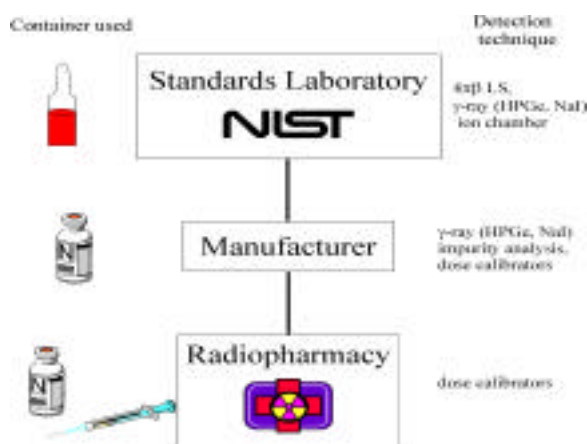 Container used
Detection
technique
Standards Laboratory
NIST
4πβ LS,
γ-ray (HPGe, NaI)
ion chamber
Manufacturer
γ-ray (HPGe, NaI)
impurity analysis,
dose calibrators
N
Radiopharmacy
N
dose calibrators